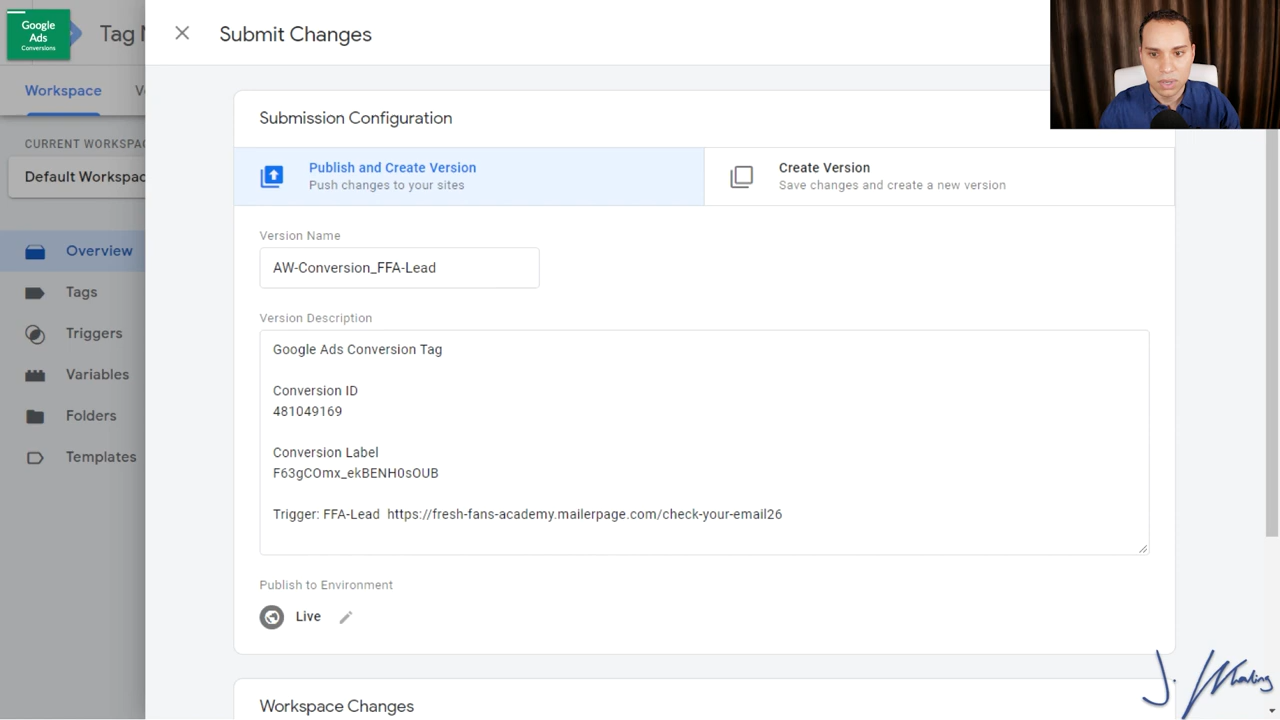 Google
Ads
Conversions
Tag
Submit Changes
Workspace
CURRENT WORKSPA
Default Workspac
Overview
Tags
Triggers
Variables
Folders
Templates
Submission Configuration
Publish and Create Version
Push changes to your sites
Create Version
Save changes and create a new version
Version Name
AW-Conversion_FFA-Lead
Version Description
Google Ads Conversion Tag
Conversion ID
481049169
Conversion Label
F63gCOmx_ekBENH0sOUB
Trigger: FFA-Lead  https://fresh-fans-academy.mailerpage.com/check-your-email26
Publish to Environment
Live
Workspace Changes